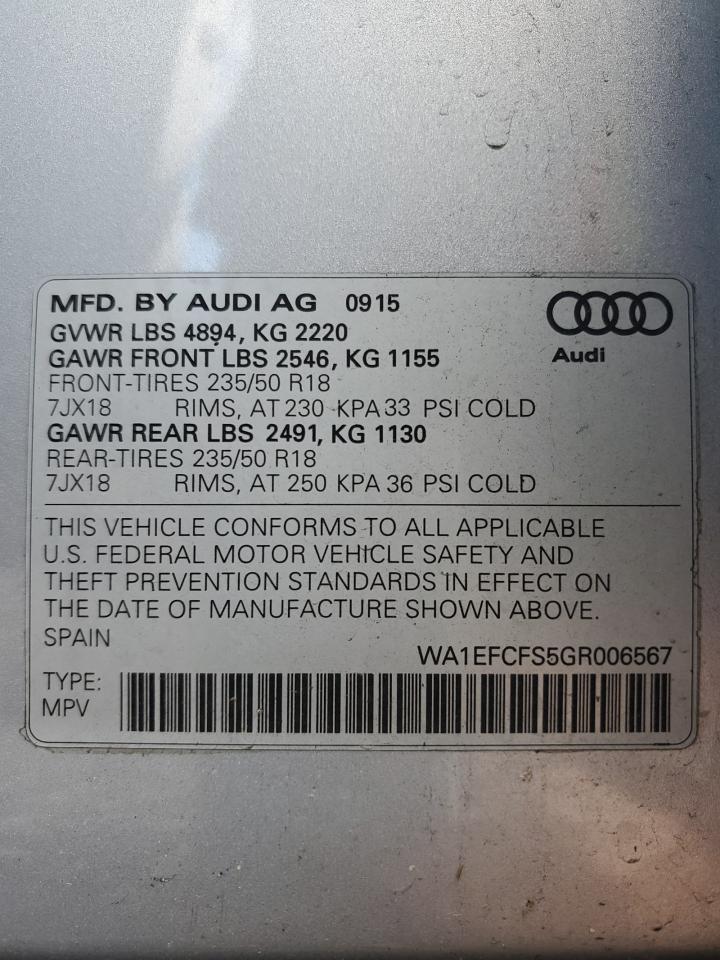 MFD. BY AUDI AG 0915
GVWR LBS 4894, KG 2220
GAWR FRONT LBS 2546, KG 1155
FRONT-TIRES 235/50 R18
7JX18 RIMS, AT 230 KPA 33 PSI COLD
GAWR REAR LBS 2491, KG 1130
REAR-TIRES 235/50 R18
7JX18 RIMS, AT 250 KPA 36 PSI COLD
Audi
THIS VEHICLE CONFORMS TO ALL APPLICABLE
U.S. FEDERAL MOTOR VEHICLE SAFETY AND
THEFT PREVENTION STANDARDS IN EFFECT ON
THE DATE OF MANUFACTURE SHOWN ABOVE.
SPAIN
WA1EFCFS5GR006567
TYPE:
MPV